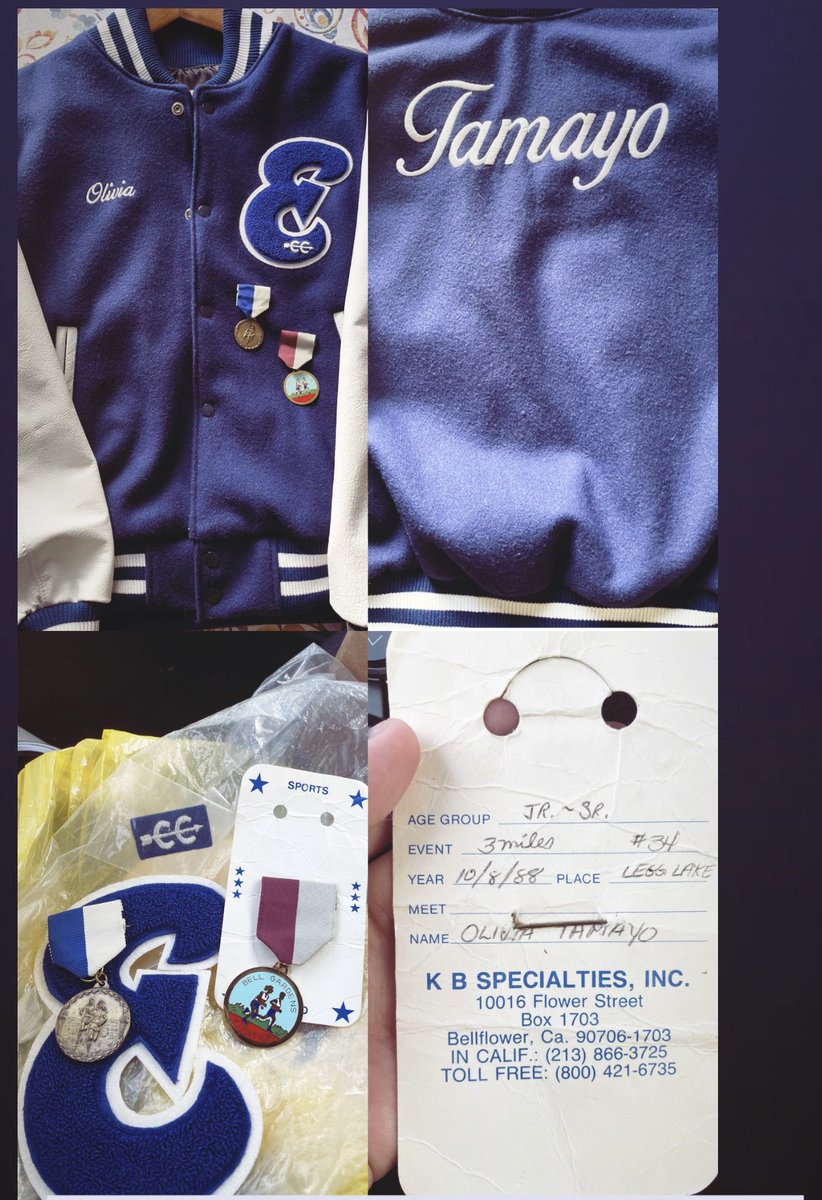 Olivia
E
CC
Tamayo
CC
SPORTS
BELL GARDENS
AGE GROUP JR. ~ SR.
EVENT 3 miles #34
YEAR 10/8/88 PLACE LEGG LAKE
MEET
NAME OLIVIA TAMAYO
K B SPECIALTIES, INC.
10016 Flower Street
Box 1703
Bellflower, Ca. 90706-1703
IN CALIF.: (213) 866-3725
TOLL FREE: (800) 421-6735